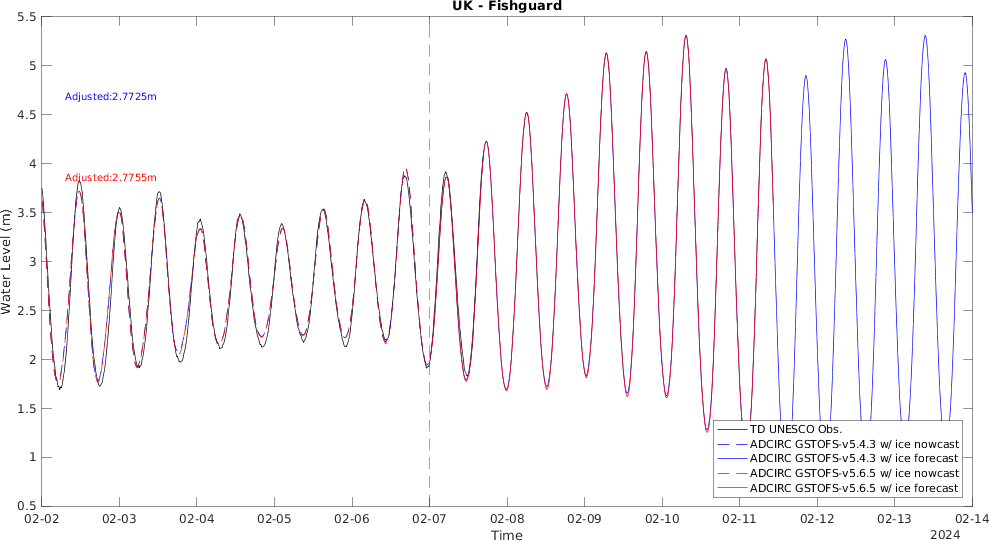 UK - Fishguard
5.5
5
4.5
4
3.5
3
2.5
2
1.5
1
0.5
Water Level (m)
Adjusted:2.7725m
Adjusted:2.7755m
TD UNESCO Obs.
ADCIRC GSTOFS-v5.4.3 w/ ice nowcast
ADCIRC GSTOFS-v5.4.3 w/ ice forecast
ADCIRC GSTOFS-v5.6.5 w/ ice nowcast
ADCIRC GSTOFS-v5.6.5 w/ ice forecast
02-02 02-03 02-04 02-05 02-06 02-07 02-08 02-09 02-10 02-11 02-12 02-13 02-14
Time
2024